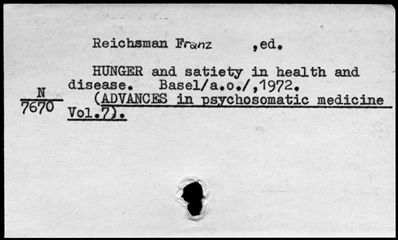 Reichsman Franz ,ed.
HUNGER and satiety in health and
disease. Basel/a.o./,1972.
(ADVANCES in psychosomatic medicine
Vol.7).
N
7670